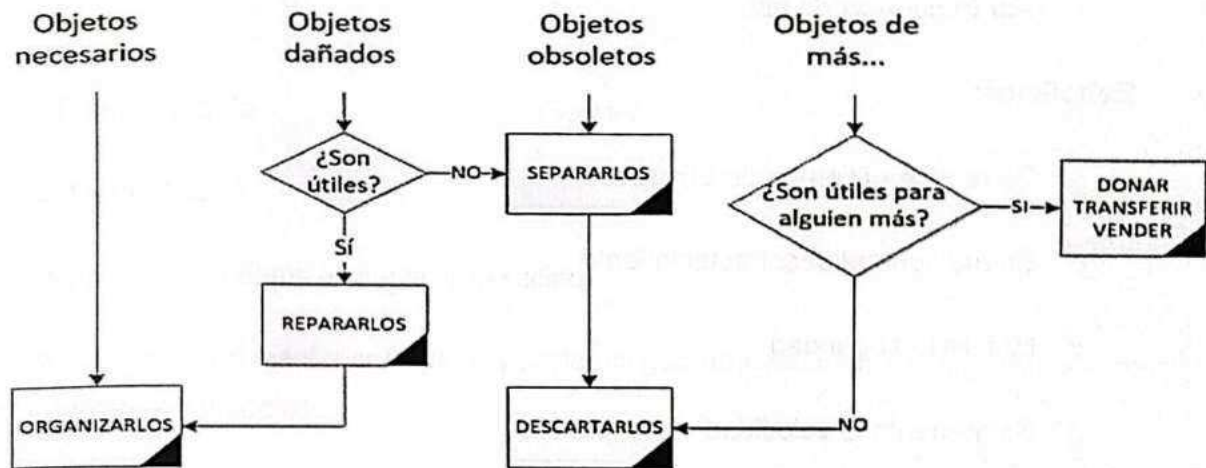 Objetos
necesarios
Objetos
dañados
Objetos
obsoletos
Objetos de
más...
¿Son
útiles?
NO
SEPARARLOS
¿Son útiles para
alguien más?
SI
DONAR
TRANSFERIR
VENDER
Sí
REPARARLOS
ORGANIZARLOS
DESCARTARLOS
NO